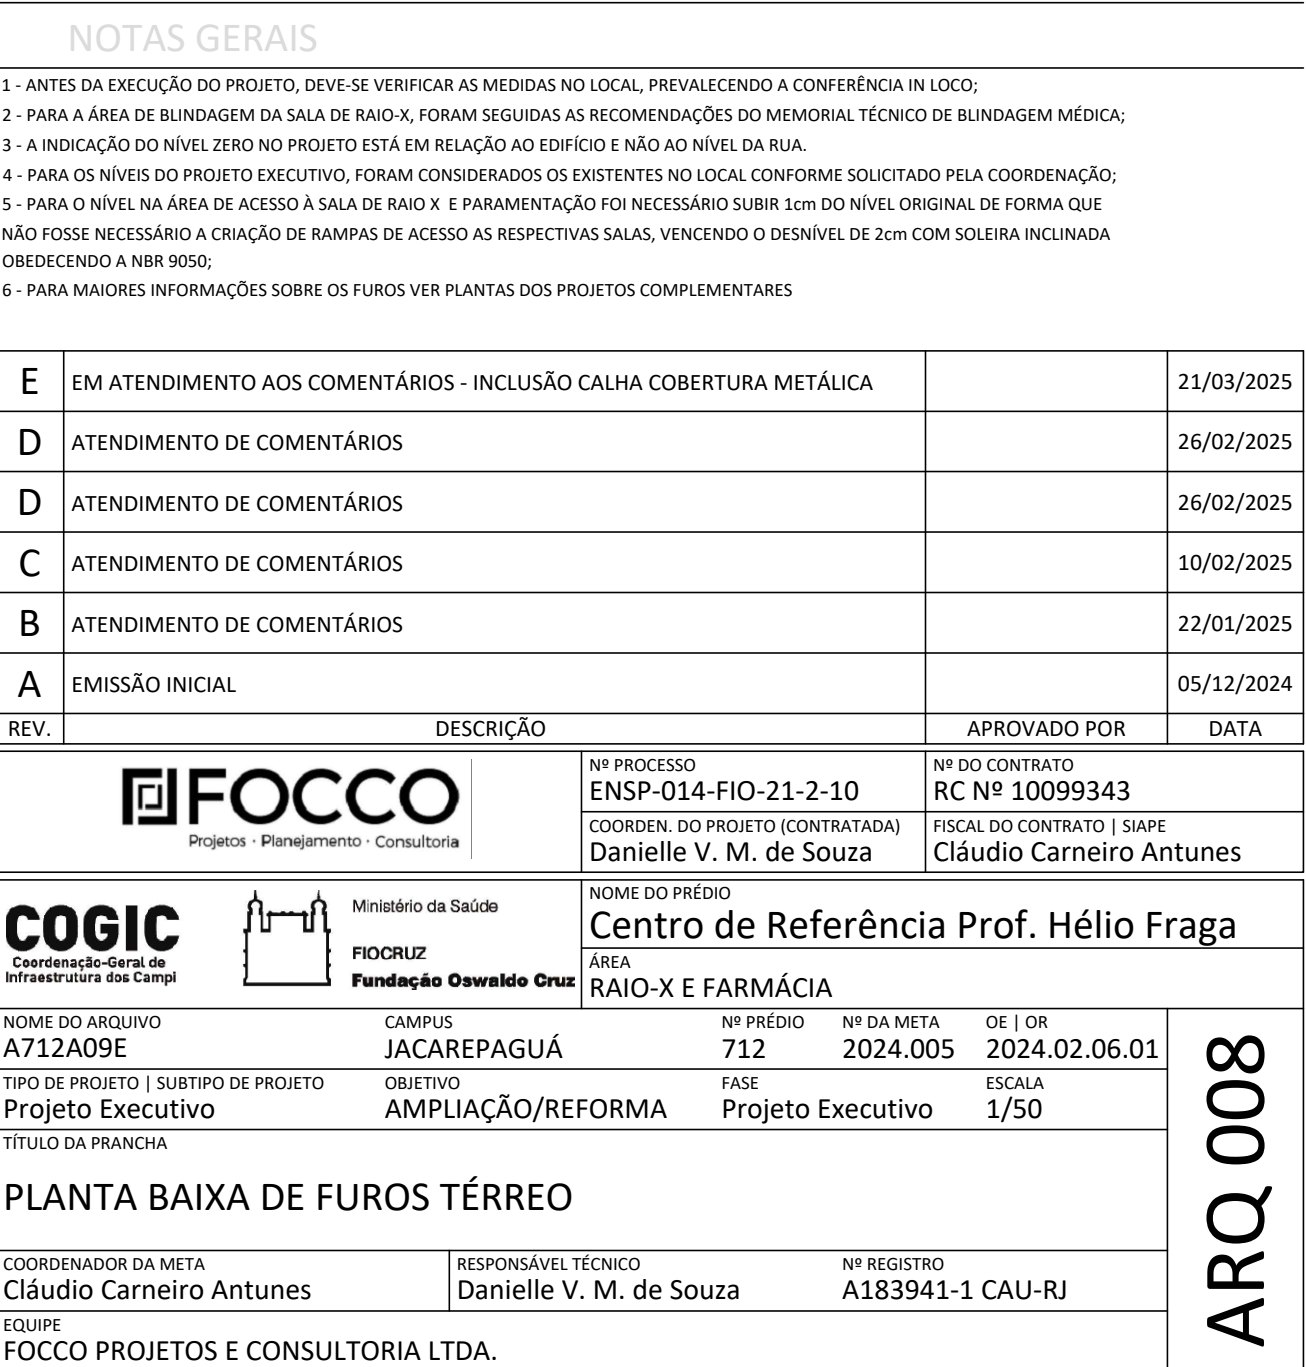 NOTAS GERAIS
1 - ANTES DA EXECUÇÃO DO PROJETO, DEVE-SE VERIFICAR AS MEDIDAS NO LOCAL, PREVALECENDO A CONFERÊNCIA IN LOCO;
2 - PARA A ÁREA DE BLINDAGEM DA SALA DE RAIO-X, FORAM SEGUIDAS AS RECOMENDAÇÕES DO MEMORIAL TÉCNICO DE BLINDAGEM MÉDICA;
3 - A INDICAÇÃO DO NÍVEL ZERO NO PROJETO ESTÁ EM RELAÇÃO AO EDIFÍCIO E NÃO AO NÍVEL DA RUA.
4 - PARA OS NÍVEIS DO PROJETO EXECUTIVO, FORAM CONSIDERADOS OS EXISTENTES NO LOCAL CONFORME SOLICITADO PELA COORDENAÇÃO;
5 - PARA O NÍVEL NA ÁREA DE ACESSO À SALA DE RAIO X E PARAMENTAÇÃO FOI NECESSÁRIO SUBIR 1cm DO NÍVEL ORIGINAL DE FORMA QUE
NÃO FOSSE NECESSÁRIO A CRIAÇÃO DE RAMPAS DE ACESSO AS RESPECTIVAS SALAS, VENCENDO O DESNÍVEL DE 2cm COM SOLEIRA INCLINADA
OBEDECENDO A NBR 9050;
6 - PARA MAIORES INFORMAÇÕES SOBRE OS FUROS VER PLANTAS DOS PROJETOS COMPLEMENTARES
E EM ATENDIMENTO AOS COMENTÁRIOS - INCLUSÃO CALHA COBERTURA METÁLICA 21/03/2025
D ATENDIMENTO DE COMENTÁRIOS 26/02/2025
D ATENDIMENTO DE COMENTÁRIOS 26/02/2025
C ATENDIMENTO DE COMENTÁRIOS 10/02/2025
B ATENDIMENTO DE COMENTÁRIOS 22/01/2025
A EMISSÃO INICIAL 05/12/2024
REV. DESCRIÇÃO APROVADO POR DATA
FOCCO
Projetos · Planejamento · Consultoria
Nº PROCESSO Nº DO CONTRATO
ENSP-014-FIO-21-2-10 RC Nº 10099343
COORDEN. DO PROJETO (CONTRATADA) FISCAL DO CONTRATO | SIAPE
Danielle V. M. de Souza Cláudio Carneiro Antunes
COGIC
Coordenação-Geral de
Infraestrutura dos Campi
Ministério da Saúde
FIOCRUZ
Fundação Oswaldo Cruz
NOME DO PRÉDIO
Centro de Referência Prof. Hélio Fraga
ÁREA
RAIO-X E FARMÁCIA
NOME DO ARQUIVO CAMPUS Nº PRÉDIO Nº DA META OE | OR
A712A09E JACAREPAGUÁ 712 2024.005 2024.02.06.01
TIPO DE PROJETO | SUBTIPO DE PROJETO OBJETIVO FASE ESCALA
Projeto Executivo AMPLIAÇÃO/REFORMA Projeto Executivo 1/50
TÍTULO DA PRANCHA
PLANTA BAIXA DE FUROS TÉRREO
COORDENADOR DA META RESPONSÁVEL TÉCNICO Nº REGISTRO
Cláudio Carneiro Antunes Danielle V. M. de Souza A183941-1 CAU-RJ
EQUIPE
FOCCO PROJETOS E CONSULTORIA LTDA.
ARQ 008